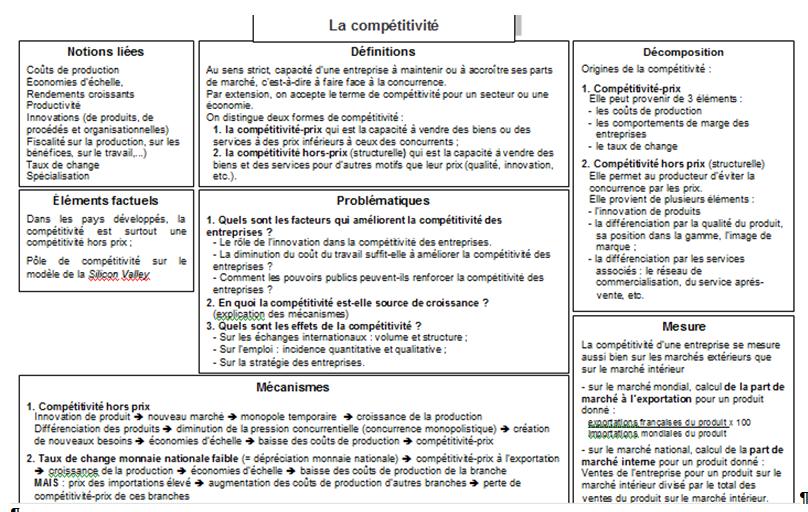 La compétitivité
Notions liées
Coûts de production
Économies d'échelle,
Rendements croissants
Productivité
Innovations (de produits, de
procédés et organisationnelles)
Fiscalité sur la production, sur les
bénéfices, sur le travail,...)
Taux de change
Spécialisation
Définitions
Au sens strict, capacité d'une entreprise à maintenir ou à accroître ses parts
de marché, c'est-à-dire à faire face à la concurrence.
Par extension, on accepte le terme de compétitivité pour un secteur ou une
économie.
On distingue deux formes de compétitivité :
1. la compétitivité-prix qui est la capacité à vendre des biens ou des
services à des prix inférieurs à ceux des concurrents ;
2. la compétitivité hors-prix (structurelle) qui est la capacité à vendre des
biens et des services pour d'autres motifs que leur prix (qualité, innovation,
etc.).
Décomposition
Origines de la compétitivité :
1. Compétitivité-prix
Elle peut provenir de 3 éléments :
- les coûts de production
- les comportements de marge des
entreprises
- le taux de change
2. Compétitivité hors prix (structurelle)
Elle permet au producteur d'éviter la
concurrence par les prix.
Elle provient de plusieurs éléments :
- l'innovation de produits
- la différenciation par la qualité du produit,
sa position dans la gamme, l'image de
marque ;
- la différenciation par les services
associés : le réseau de
commercialisation, du service après-
vente, etc.
Éléments factuels
Dans les pays développés, la
compétitivité est surtout une
compétitivité hors prix ;
Pôle de compétitivité sur le
modèle de la Silicon Valley.
Problématiques
1. Quels sont les facteurs qui améliorent la compétitivité des
entreprises ?
- Le rôle de l'innovation dans la compétitivité des entreprises.
- La diminution du coût du travail suffit-elle à améliorer la compétitivité des
entreprises ?
- Comment les pouvoirs publics peuvent-ils renforcer la compétitivité des
entreprises ?
2. En quoi la compétitivité est-elle source de croissance ?
(explication des mécanismes)
3. Quels sont les effets de la compétitivité ?
- Sur les échanges internationaux : volume et structure ;
- Sur l'emploi : incidence quantitative et qualitative ;
- Sur la stratégie des entreprises.
Mesure
La compétitivité d'une entreprise se mesure
aussi bien sur les marchés extérieurs que
sur le marché intérieur
- sur le marché mondial, calcul de la part de
marché à l'exportation pour un produit
donné :
exportations françaises du produit x 100
Importations mondiales du produit
- sur le marché national, calcul de la part de
marché interne pour un produit donné :
Ventes de l'entreprise pour un produit sur le
marché intérieur divisé par le total des
ventes du produit sur le marché intérieur.
Mécanismes
1. Compétitivité hors prix
Innovation de produit ➔ nouveau marché ➔ monopole temporaire ➔ croissance de la production
Différenciation des produits ➔ diminution de la pression concurrentielle (concurrence monopolistique) ➔ création
de nouveaux besoins ➔ économies d'échelle ➔ baisse des coûts de production ➔ compétitivité-prix
2. Taux de change monnaie nationale faible (= dépréciation monnaie nationale) ➔ compétitivité-prix à l'exportation
➔ croissance de la production ➔ économies d'échelle ➔ baisse des coûts de production de la branche
MAIS : prix des importations élevé ➔ augmentation des coûts de production d'autres branches ➔ perte de
compétitivité-prix de ces branches